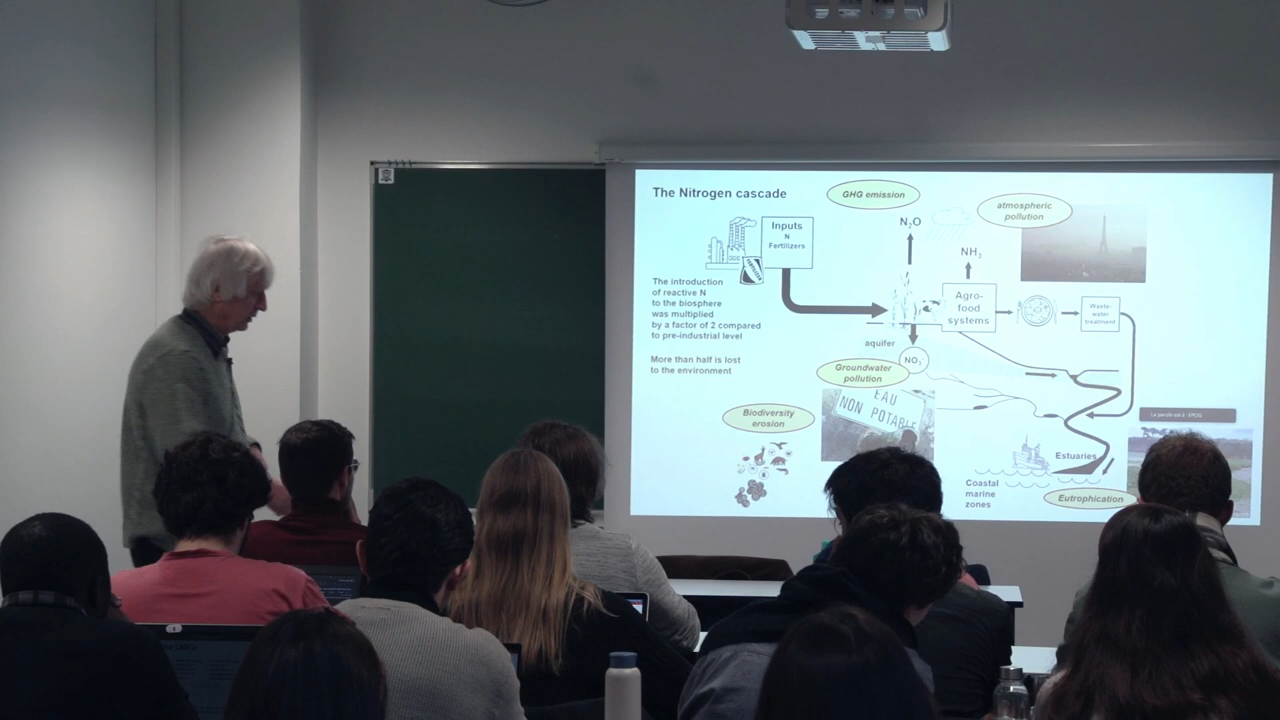 The Nitrogen cascade
GHG emission
atmospheric
pollution
Inputs
N
Fertilizers
N₂O
NH₃
The introduction
of reactive N
to the biosphere
was multiplied
by a factor of 2 compared
to pre-industrial level
More than half is lost
to the environment
Agro-
food
systems
Waste-
water
treatment
aquifer
NO₃⁻
Groundwater
pollution
EAU
NON POTABLE
Biodiversity
erosion
Estuaries
Coastal
marine
zones
Eutrophication